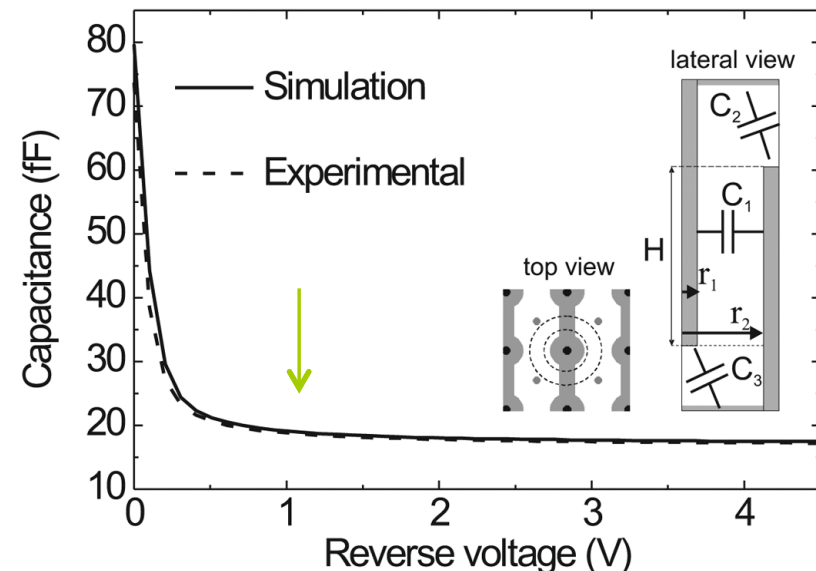 80
70
60
50
40
30
20
10
Capacitance (fF)
Simulation
Experimental
lateral view
C2
C1
H
r1
r2
C3
top view
0
1
2
3
4
Reverse voltage (V)